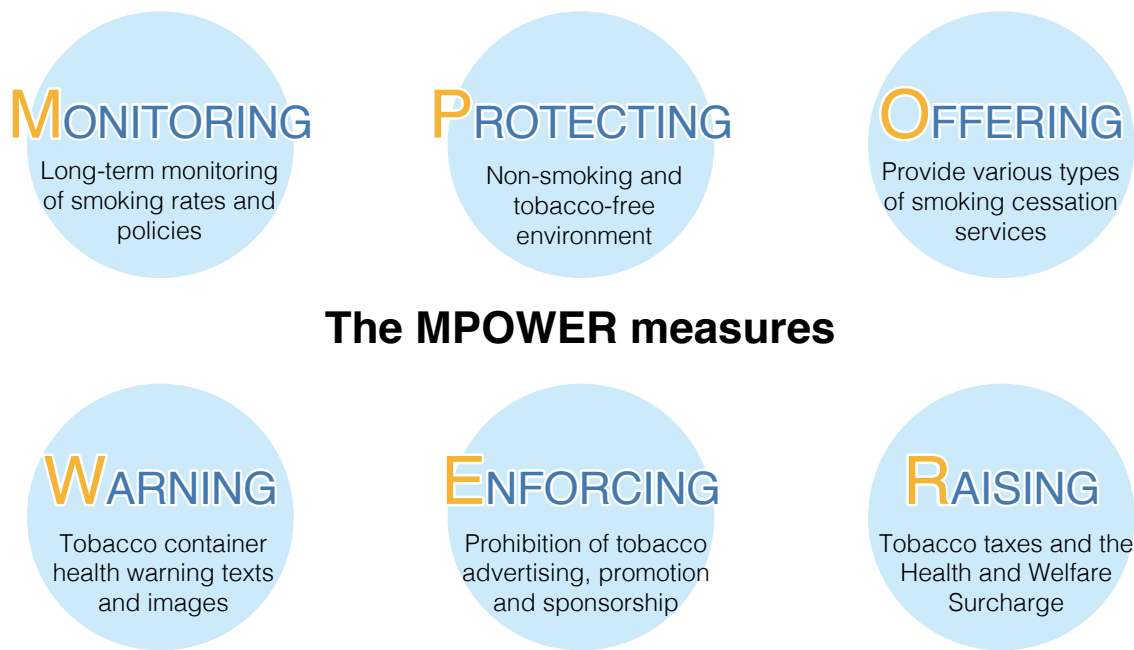 MONITORING
Long-term monitoring
of smoking rates and
policies
PROTECTING
Non-smoking and
tobacco-free
environment
OFFERING
Provide various types
of smoking cessation
services
The MPOWER measures
WARNING
Tobacco container
health warning texts
and images
ENFORCING
Prohibition of tobacco
advertising, promotion
and sponsorship
RAISING
Tobacco taxes and the
Health and Welfare
Surcharge